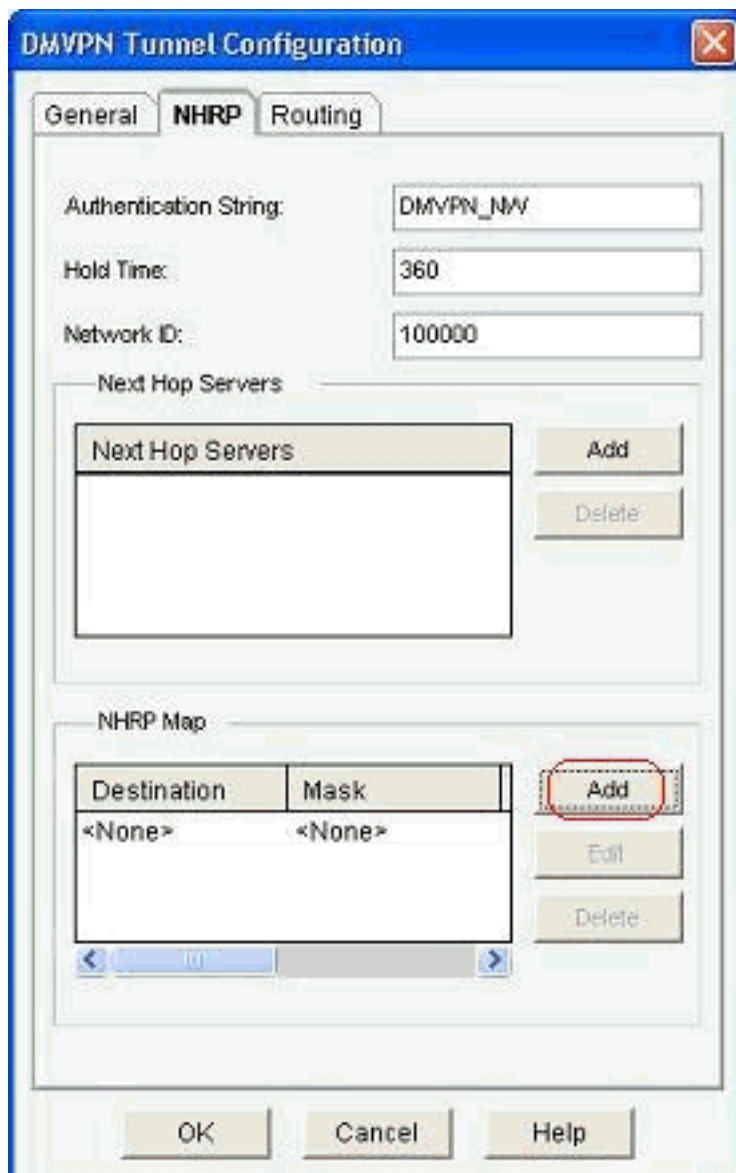 DMVPN Tunnel Configuration
General NHRP Routing
Authentication String: DMVPN_NW
Hold Time: 360
Network ID: 100000
Next Hop Servers
Next Hop Servers
Add
Delete
NHRP Map
Destination Mask
<None> <None>
Add
Edit
Delete
OK Cancel Help